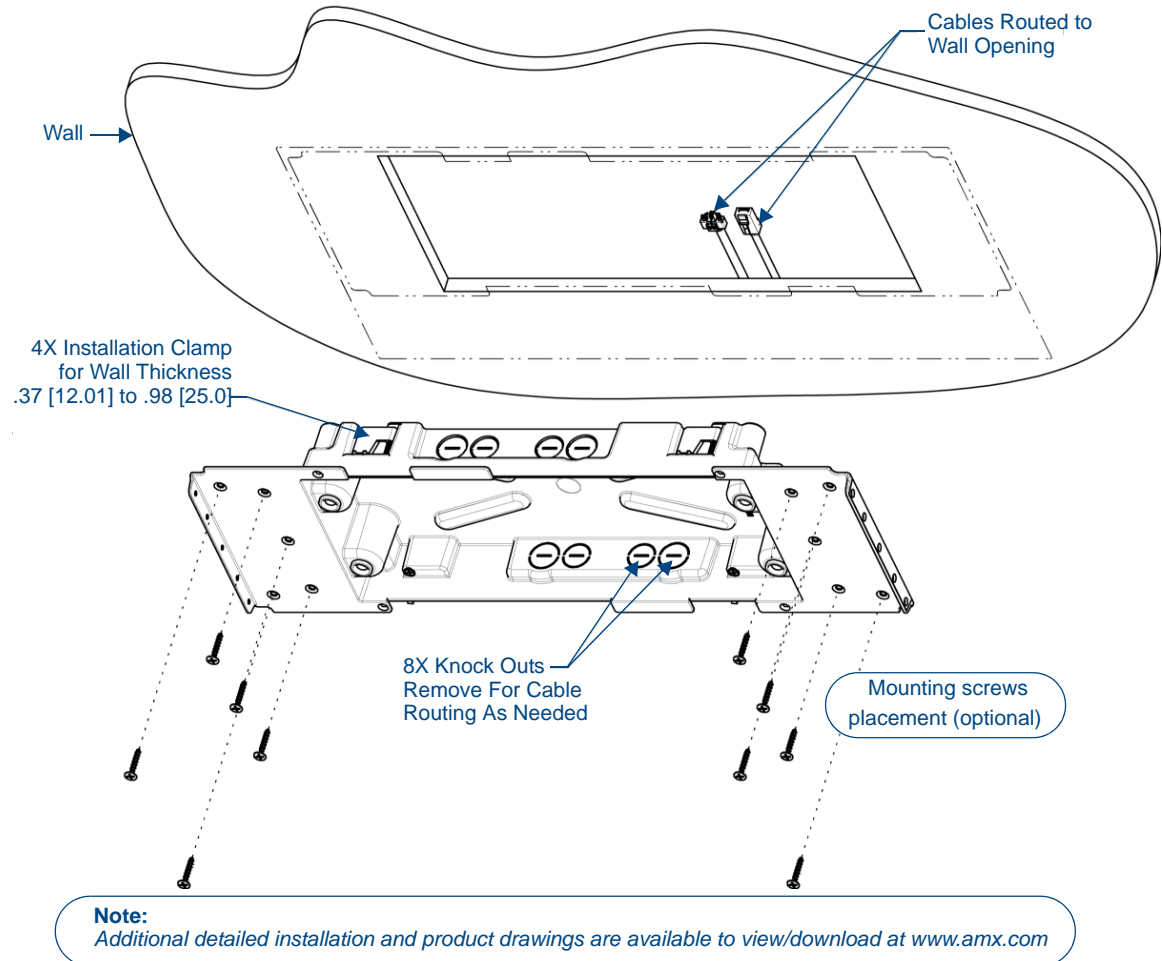 Cables Routed to
Wall Opening
Wall
4X Installation Clamp
for Wall Thickness
.37 [12.01] to .98 [25.0]
8X Knock Outs
Remove For Cable
Routing As Needed
Mounting screws
placement (optional)
Note:
Additional detailed installation and product drawings are available to view/download at www.amx.com